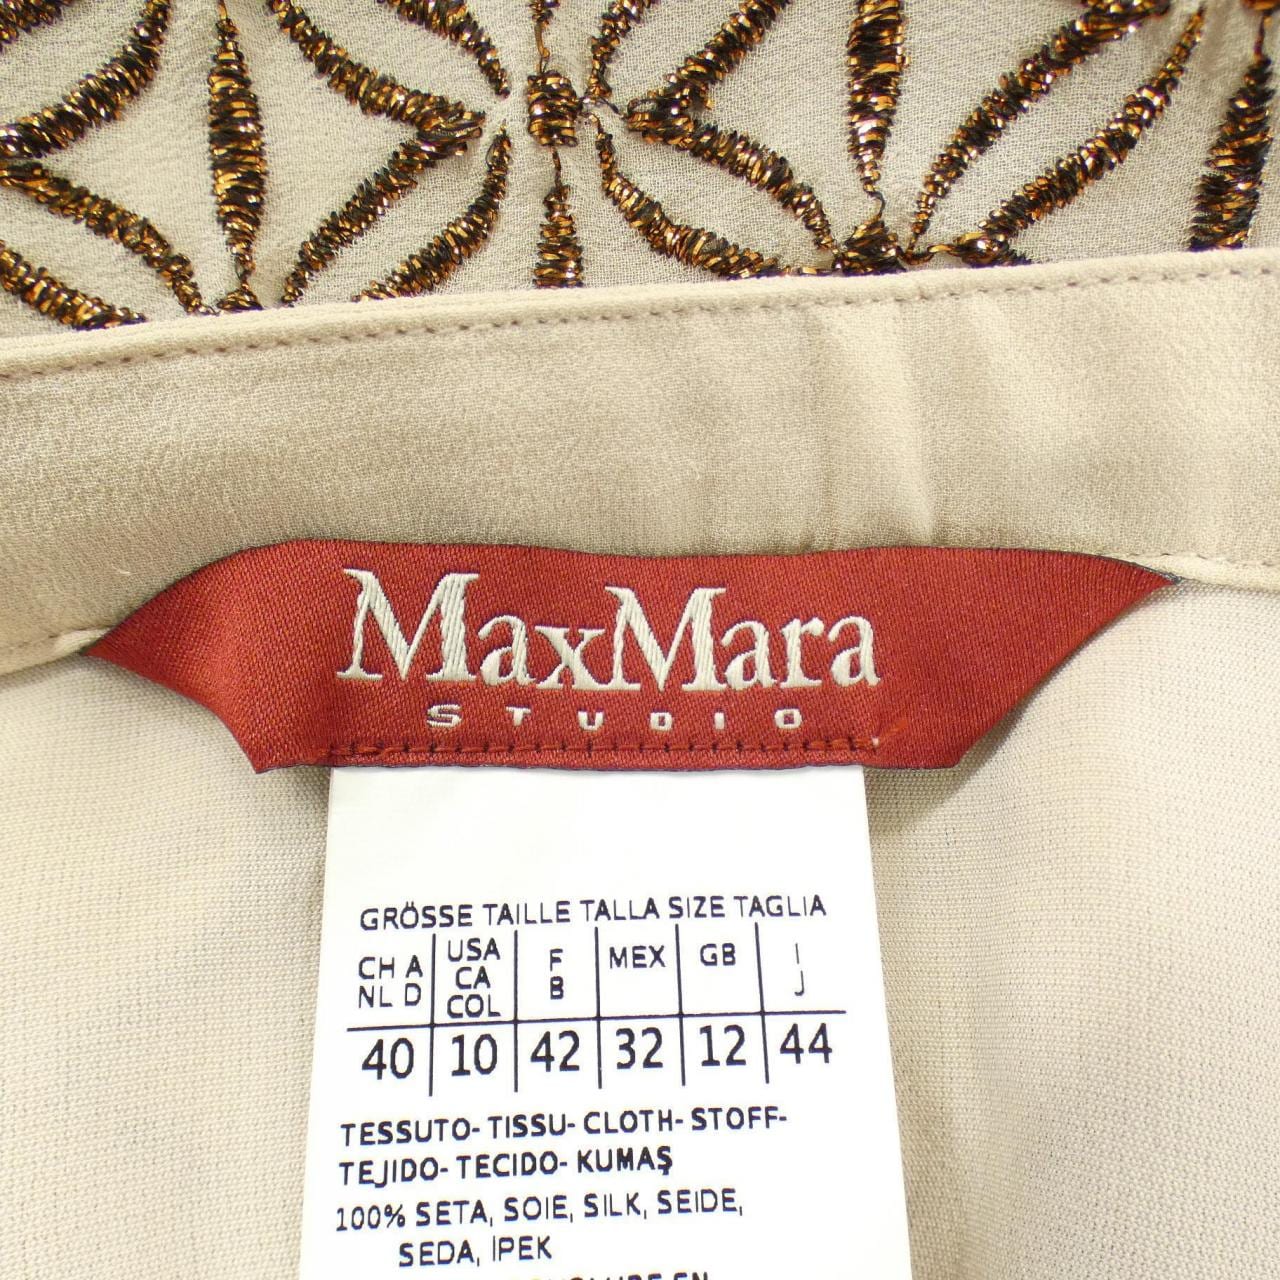 MaxMara
STUDIO
GRÖSSE TAILLE TALLA SIZE TAGLIA
CH A NL D | USA CA COL | F B | MEX | GB | I J
40 | 10 | 42 | 32 | 12 | 44
TESSUTO- TISSU- CLOTH- STOFF-
TEJIDO- TECIDO- KUMAŞ
100% SETA, SOIE, SILK, SEIDE,
SEDA, IPEK